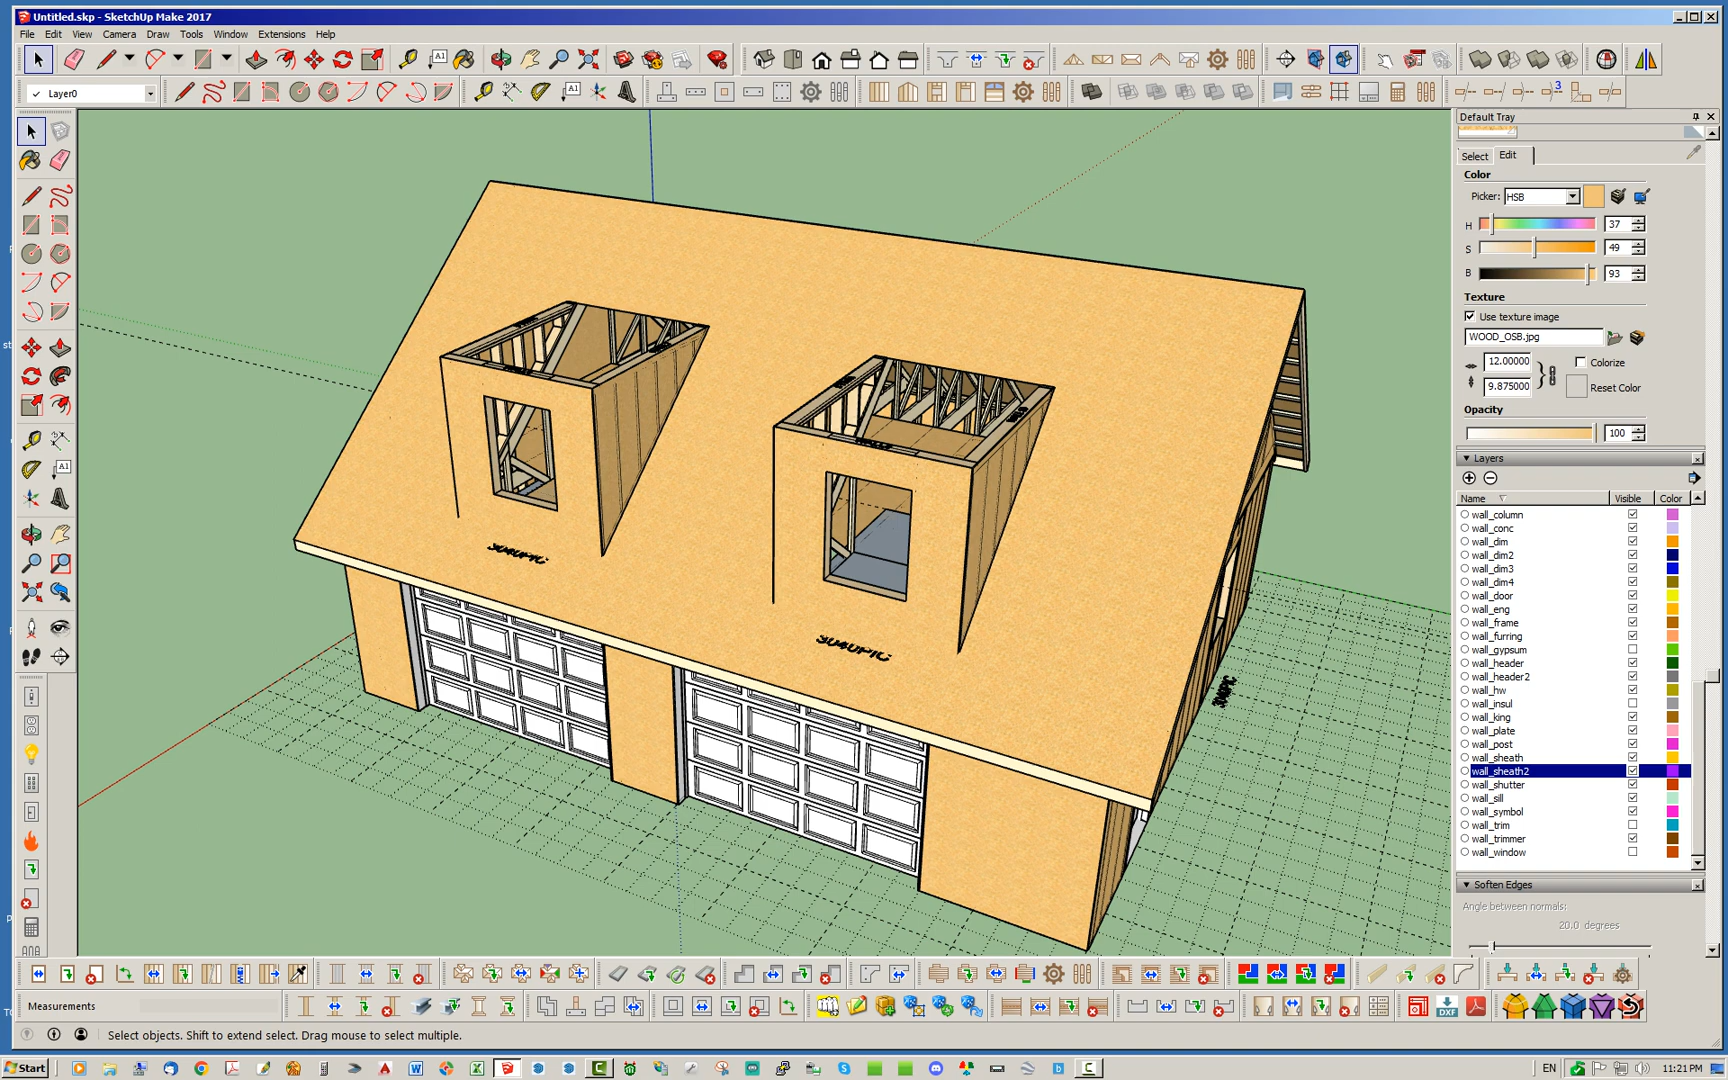 Untitled.skp - SketchUp Make 2017
File Edit View Camera Draw Tools Window Extensions Help
Layer0
Default Tray
Select Edit
Color
Picker: HSB
H 37
S 49
B 93
Texture
Use texture image
WOOD_OSB.jpg
12.00000 Colorize
9.875000 Reset Color
Opacity
100
Layers
Name Visible Color
wall_column
wall_conc
wall_dim
wall_dim2
wall_dim3
wall_dim4
wall_door
wall_eng
wall_frame
wall_furring
wall_gypsum
wall_header
wall_header2
wall_hw
wall_insul
wall_king
wall_plate
wall_post
wall_sheath
wall_sheath2
wall_shutter
wall_sill
wall_symbol
wall_trim
wall_trimmer
wall_window
Soften Edges
Angle between normals:
20.0 degrees
Measurements
Select objects. Shift to extend select. Drag mouse to select multiple.
Start
EN
11:21 PM